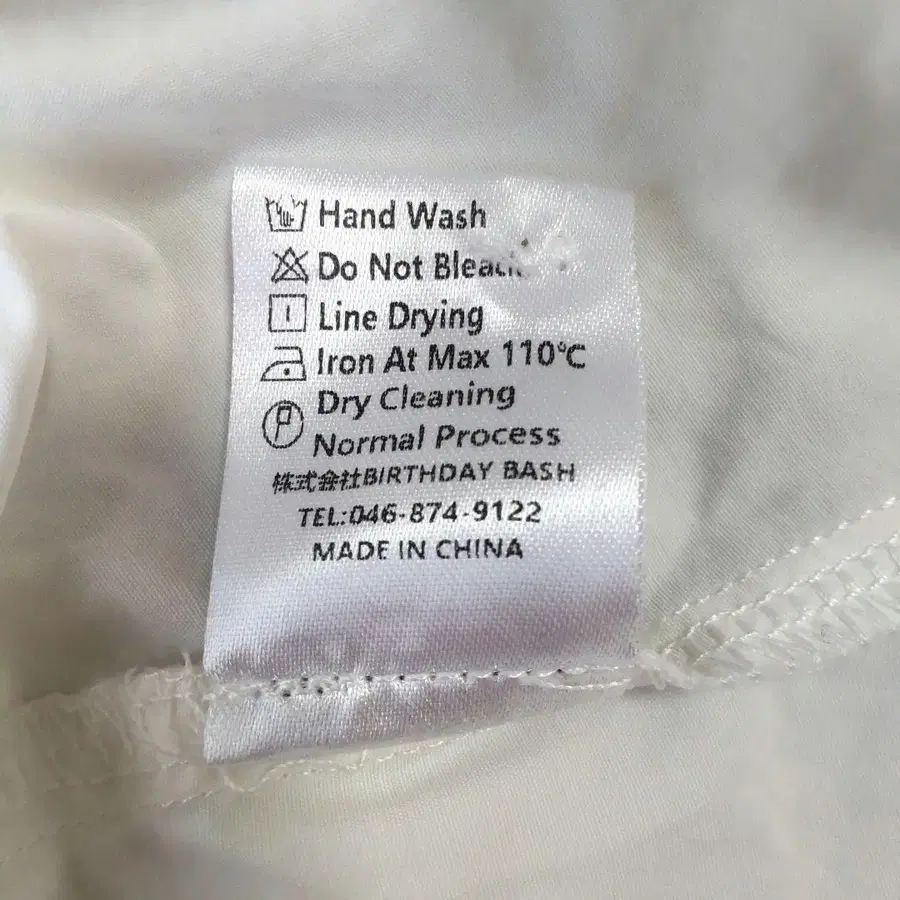 Hand Wash
Do Not Bleach
Line Drying
Iron At Max 110℃
P Dry Cleaning
Normal Process
株式会社BIRTHDAY BASH
TEL:046-874-9122
MADE IN CHINA